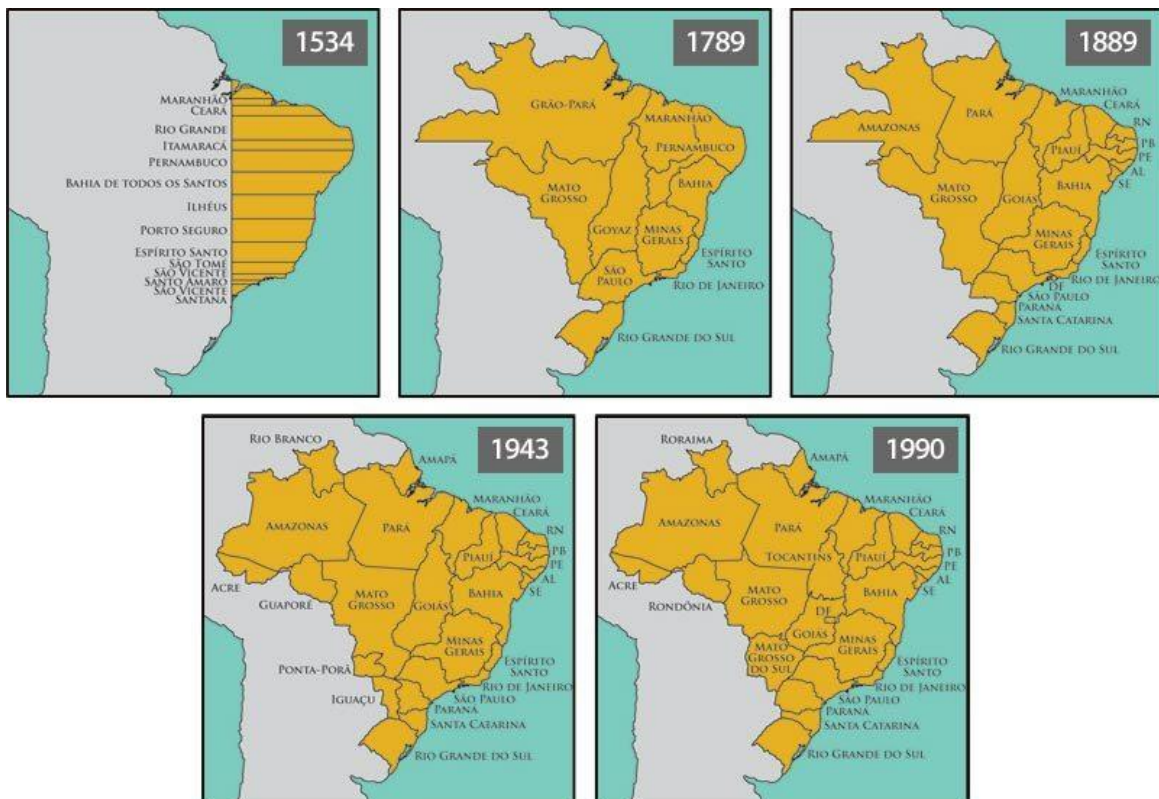 1534
MARANHÃO
CEARÁ
RIO GRANDE
ITAMARACÁ
PERNAMBUCO
BAHIA DE TODOS OS SANTOS
ILHÉUS
PORTO SEGURO
ESPÍRITO SANTO
SÃO TOMÉ
SÃO VICENTE
SANTO AMARO
SÃO VICENTE
SANTANA
1789
GRÃO-PARÁ
MARANHÃO
PERNAMBUCO
MATO
GROSSO
BAHIA
GOYAZ
MINAS
GERAES
ESPÍRITO
SANTO
SÃO
PAULO
RIO DE JANEIRO
RIO GRANDE DO SUL
1889
MARANHÃO
CEARÁ
RN
PARÁ
AMAZONAS
PB
PIAUÍ
PE
AL
SE
MATO
GROSSO
BAHIA
GOIÁS
MINAS
GERAIS
ESPÍRITO
SANTO
RIO DE JANEIRO
DF
SÃO PAULO
PARANÁ
SANTA CATARINA
RIO GRANDE DO SUL
1943
RIO BRANCO
AMAPÁ
MARANHÃO
CEARÁ
RN
AMAZONAS
PARÁ
PB
PIAUÍ
PE
AL
SE
ACRE
GUAPORÉ
MATO
GROSSO
BAHIA
GOIÁS
MINAS
GERAIS
PONTA-PORÃ
ESPÍRITO
SANTO
RIO DE JANEIRO
IGUAÇU
SÃO PAULO
PARANÁ
SANTA CATARINA
RIO GRANDE DO SUL
1990
RORAIMA
AMAPÁ
MARANHÃO
CEARÁ
RN
AMAZONAS
PARÁ
PB
TOCANTINS
PIAUÍ
PE
AL
SE
ACRE
RONDÔNIA
MATO
GROSSO
BAHIA
DF
GOIÁS
MINAS
GERAIS
MATO
GROSSO
DO SUL
ESPÍRITO
SANTO
RIO DE JANEIRO
SÃO PAULO
PARANÁ
SANTA CATARINA
RIO GRANDE DO SUL